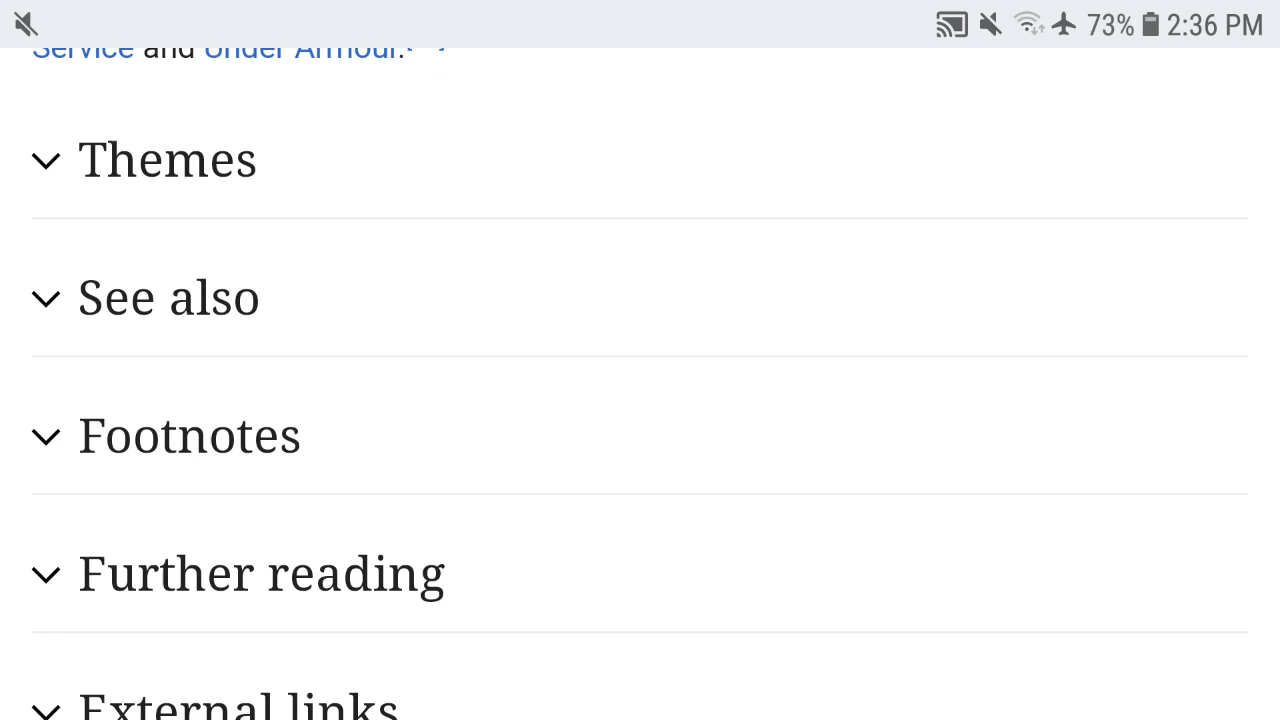 73% 2:36 PM
Service and Under Armour.
Themes
See also
Footnotes
Further reading
External links